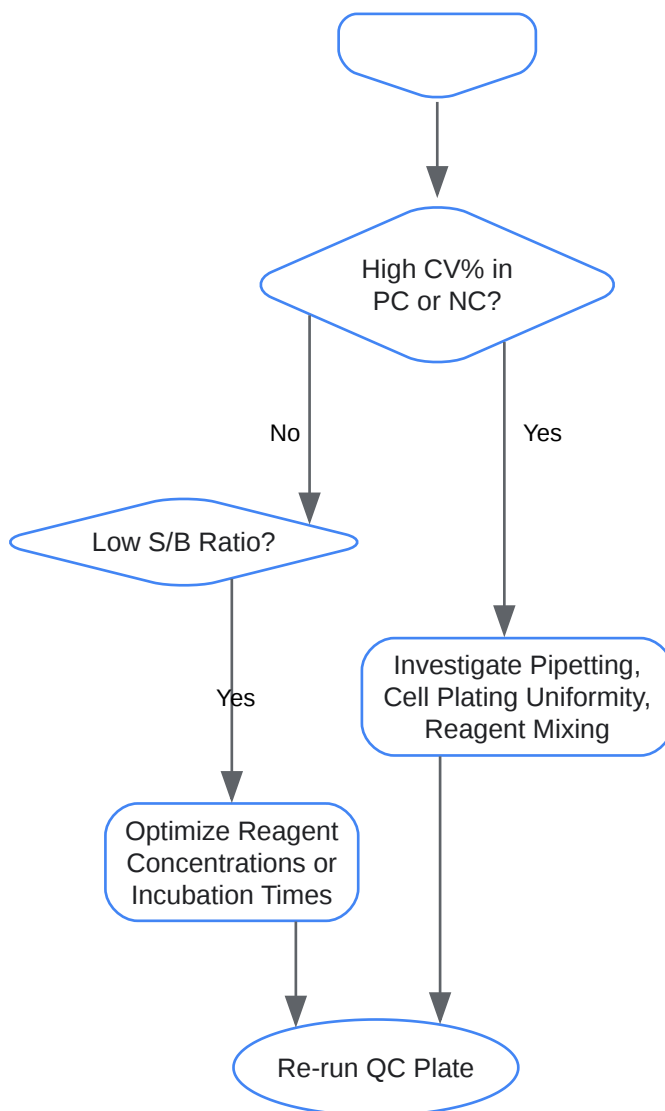 High CV% in
PC or NC?
No
Yes
Low S/B Ratio?
Investigate Pipetting,
Cell Plating Uniformity,
Reagent Mixing
Yes
Optimize Reagent
Concentrations or
Incubation Times
Re-run QC Plate